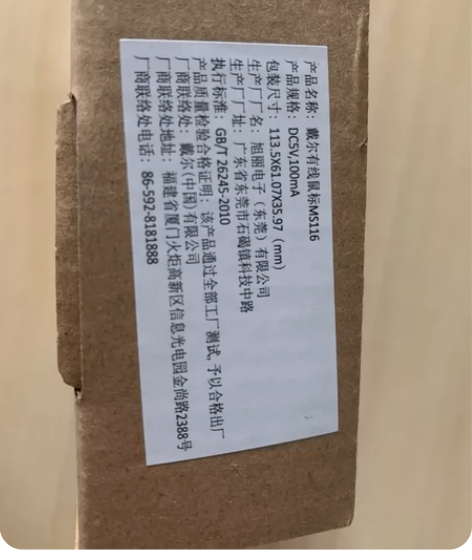 产品名称：戴尔有线鼠标MS116
产品规格：DC5V,100mA
包装尺寸：113.5X61.07X35.97（mm）
生产厂厂名：旭丽电子（东莞）有限公司
生产厂厂址：广东省东莞市石碣镇科技中路
执行标准：GB/T 26245-2010
产品质量检验合格证明：该产品通过全部工厂测试,予以合格出厂
厂商联络处：戴尔(中国)有限公司
厂商联络处地址：福建省厦门火炬高新区信息光电园金尚路2388号
厂商联络处电话：86-592-8181888